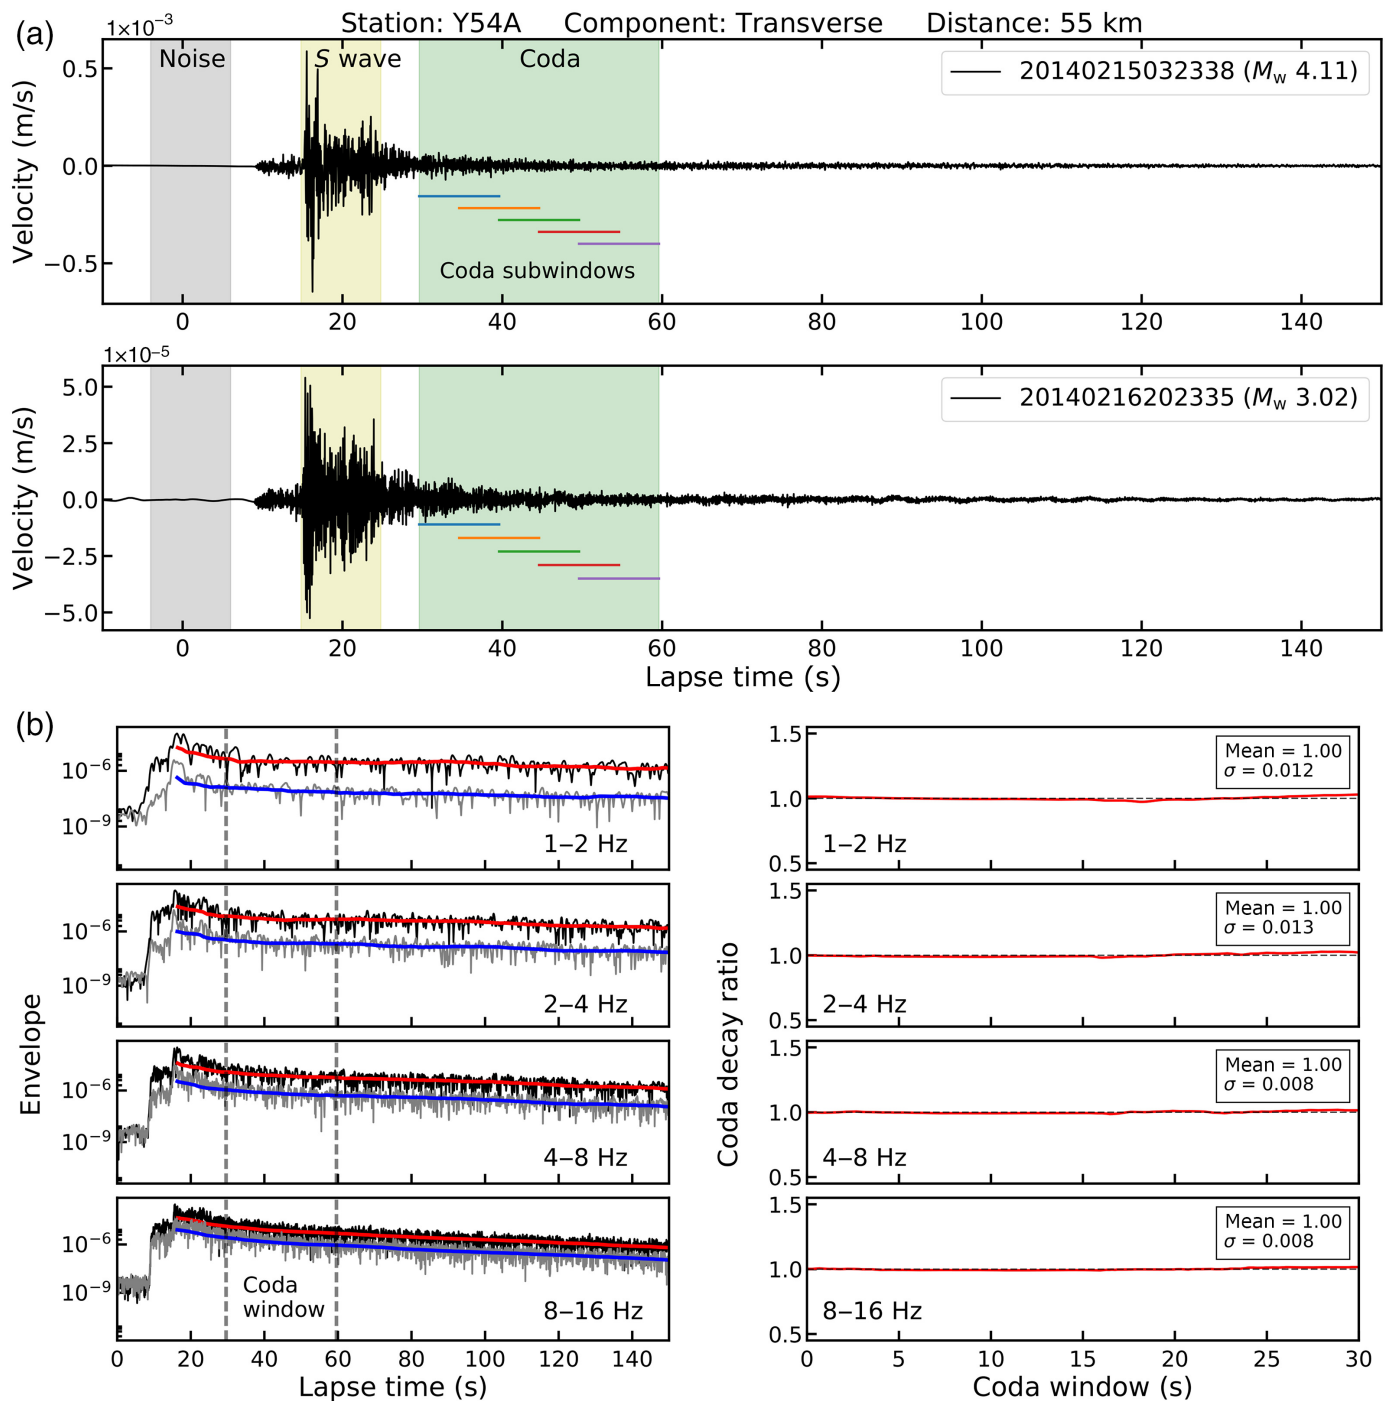 (a)
Station: Y54A Component: Transverse Distance: 55 km
1×10⁻³
Noise
S wave
Coda
20140215032338 (Mw 4.11)
Velocity (m/s)
0.5
0.0
−0.5
Coda subwindows
0 20 40 60 80 100 120 140
1×10⁻⁵
20140216202335 (Mw 3.02)
Velocity (m/s)
5.0
2.5
0.0
−2.5
−5.0
0 20 40 60 80 100 120 140
Lapse time (s)
(b)
Envelope
10⁻⁶
10⁻⁹
1–2 Hz
10⁻⁶
10⁻⁹
2–4 Hz
10⁻⁶
10⁻⁹
4–8 Hz
10⁻⁶
10⁻⁹
Coda
window
8–16 Hz
0 20 40 60 80 100 120 140
Lapse time (s)
Coda decay ratio
1.5
1.0
0.5
Mean = 1.00
σ = 0.012
1–2 Hz
1.5
1.0
0.5
Mean = 1.00
σ = 0.013
2–4 Hz
1.5
1.0
0.5
Mean = 1.00
σ = 0.008
4–8 Hz
1.5
1.0
0.5
Mean = 1.00
σ = 0.008
8–16 Hz
0 5 10 15 20 25 30
Coda window (s)